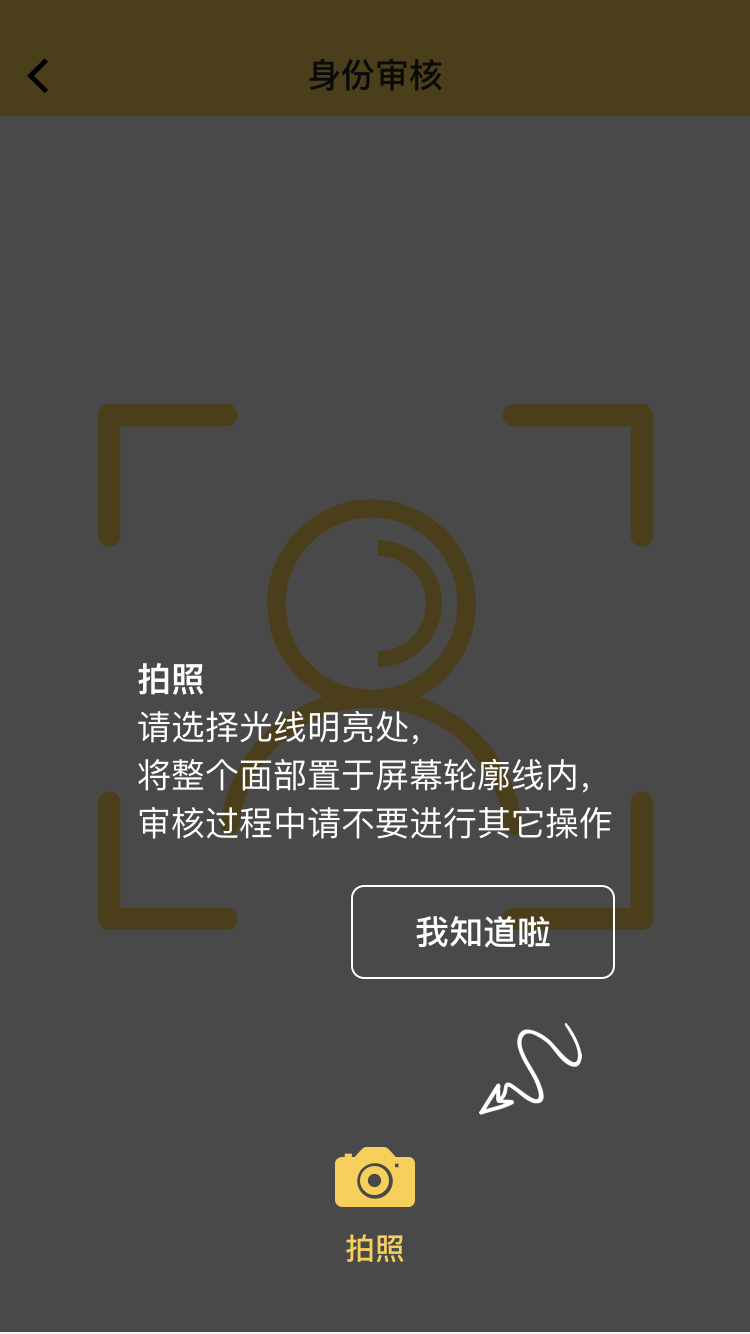 身份审核
拍照
请选择光线明亮处，
将整个面部置于屏幕轮廓线内，
审核过程中请不要进行其它操作
我知道啦
拍照